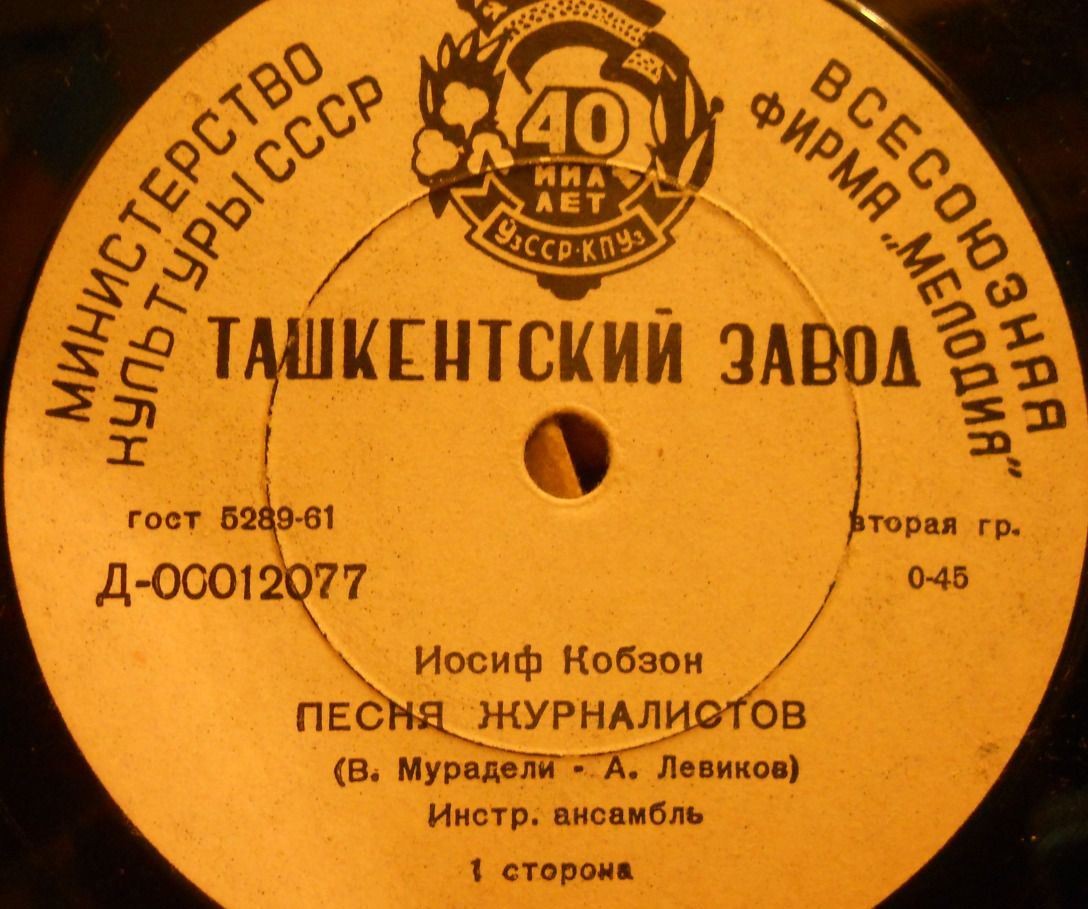 МИНИСТЕРСТВО
КУЛЬТУРЫ СССР
40
ЙИЛ
ЛЕТ
УзССР-КПУз
ВСЕСОЮЗНАЯ
ФИРМА „МЕЛОДИЯ"
ТАШКЕНТСКИЙ ЗАВОД
гост 5289-61
вторая гр.
Д-00012077
0-45
Иосиф Кобзон
ПЕСНЯ ЖУРНАЛИСТОВ
(В. Мурадели - А. Левиков)
Инстр. ансамбль
1 сторона